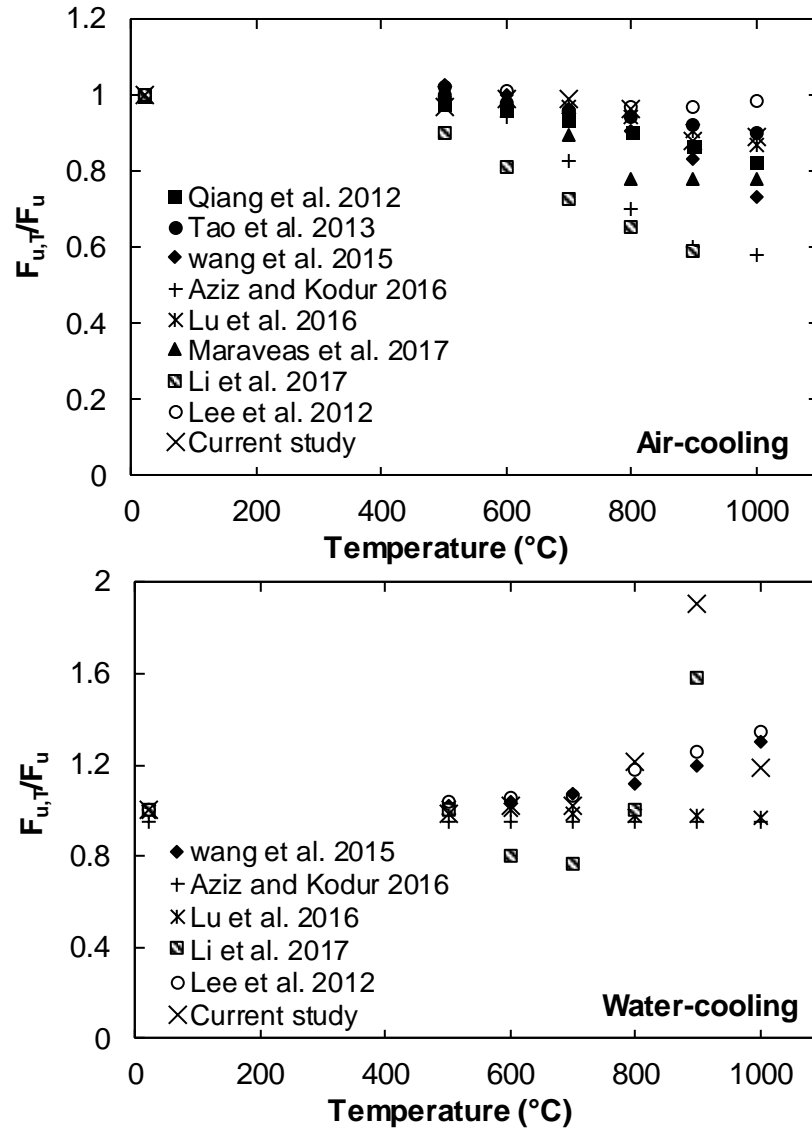 1.2
1
0.8
0.6
0.4
0.2
0
F_u,T/F_u
Qiang et al. 2012
Tao et al. 2013
wang et al. 2015
Aziz and Kodur 2016
Lu et al. 2016
Maraveas et al. 2017
Li et al. 2017
Lee et al. 2012
Current study
Air-cooling
0 200 400 600 800 1000
Temperature (°C)
2
1.6
1.2
0.8
0.4
0
F_u,T/F_u
wang et al. 2015
Aziz and Kodur 2016
Lu et al. 2016
Li et al. 2017
Lee et al. 2012
Current study
Water-cooling
0 200 400 600 800 1000
Temperature (°C)